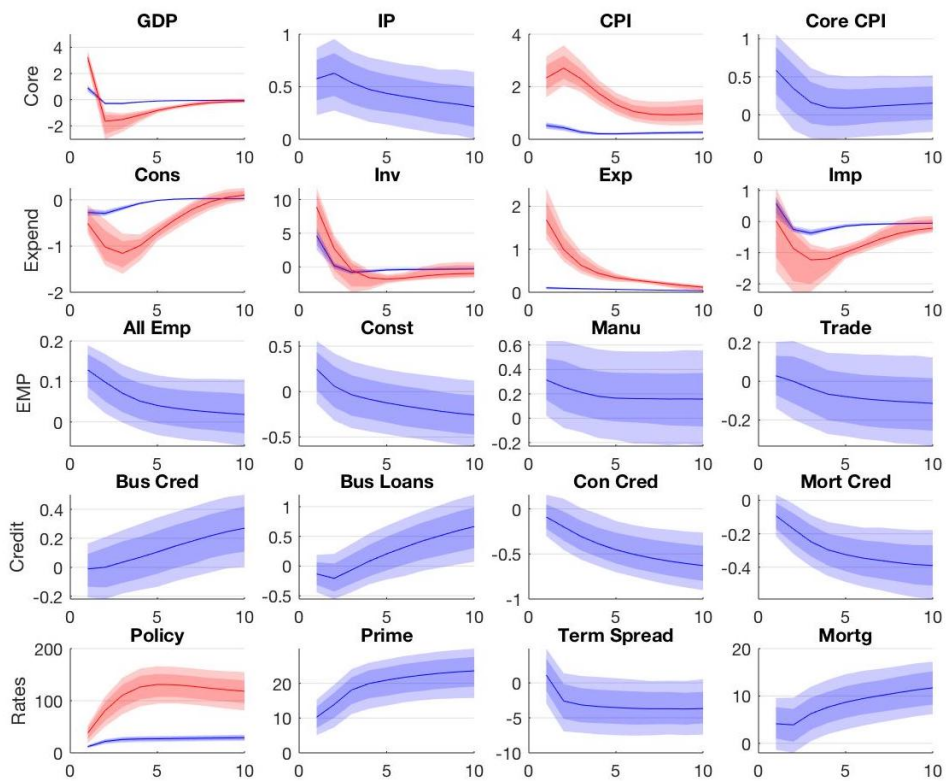 GDP IP CPI Core CPI
Core
4 2 0 -2
1 0.5 0
4 2 0
1 0.5 0
0 5 10 0 5 10 0 5 10 0 5 10
Cons Inv Exp Imp
Expend
0 -1 -2
10 5 0
2 1 0
1 0 -1 -2
0 5 10 0 5 10 0 5 10 0 5 10
All Emp Const Manu Trade
EMP
0.2 0.1 0
0.5 0 -0.5
0.6 0.4 0.2 0 -0.2
0.2 0 -0.2
0 5 10 0 5 10 0 5 10 0 5 10
Bus Cred Bus Loans Con Cred Mort Cred
Credit
0.4 0.2 0 -0.2
1 0.5 0 -0.5
0 -0.5 -1
0 -0.2 -0.4
0 5 10 0 5 10 0 5 10 0 5 10
Policy Prime Term Spread Mortg
Rates
200 100 0
20 10 0
0 -5 -10
20 10 0
0 5 10 0 5 10 0 5 10 0 5 10